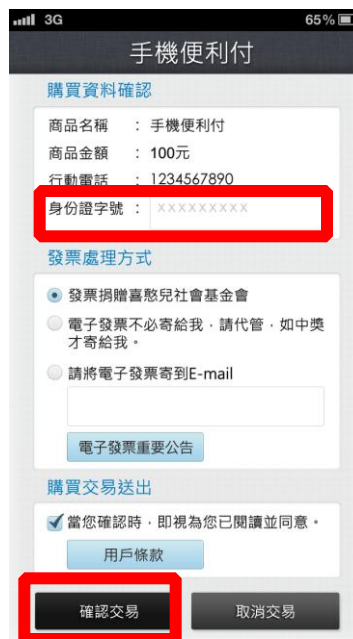 3G 65%
手機便利付
購買資料確認
商品名稱 : 手機便利付
商品金額 : 100元
行動電話 : 1234567890
身份證字號 : xxxxxxxxx
發票處理方式
發票捐贈喜憨兒社會基金會
電子發票不必寄給我，請代管，如中獎
才寄給我。
請將電子發票寄到E-mail
電子發票重要公告
購買交易送出
當您確認時，即視為您已閱讀並同意。
用戶條款
確認交易 取消交易